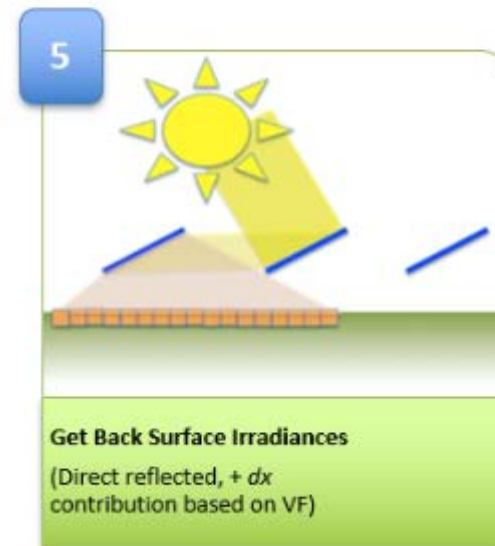 5
Get Back Surface Irradiances
(Direct reflected, + dx
contribution based on VF)